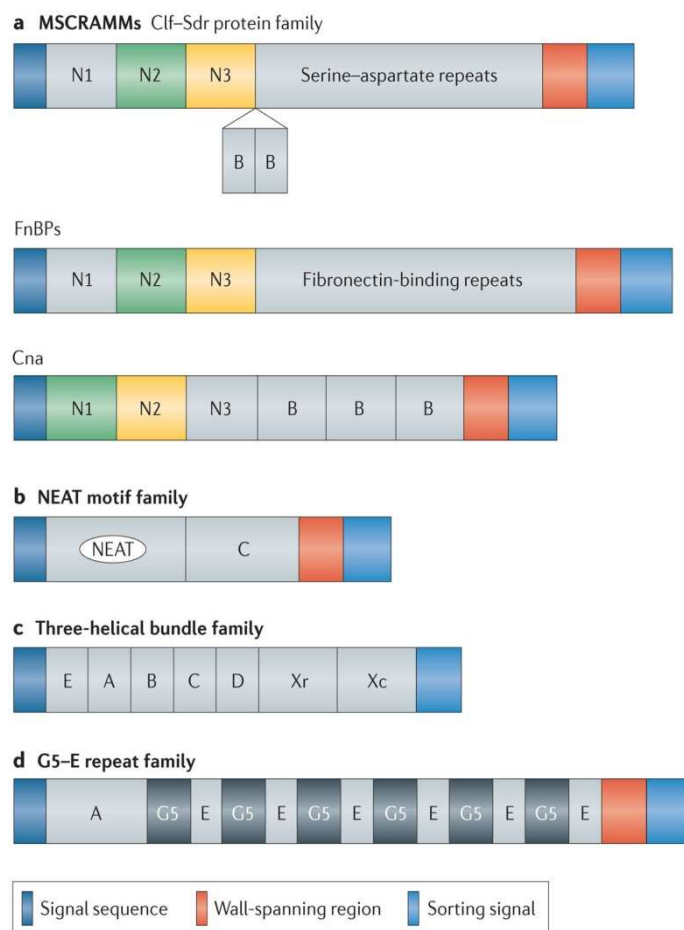 a MSCRAMMs Clf–Sdr protein family
N1 N2 N3 Serine–aspartate repeats
B B
FnBPs
N1 N2 N3 Fibronectin-binding repeats
Cna
N1 N2 N3 B B B
b NEAT motif family
NEAT C
c Three-helical bundle family
E A B C D Xr Xc
d G5–E repeat family
A G5 E G5 E G5 E G5 E G5 E G5 E
Signal sequence Wall-spanning region Sorting signal